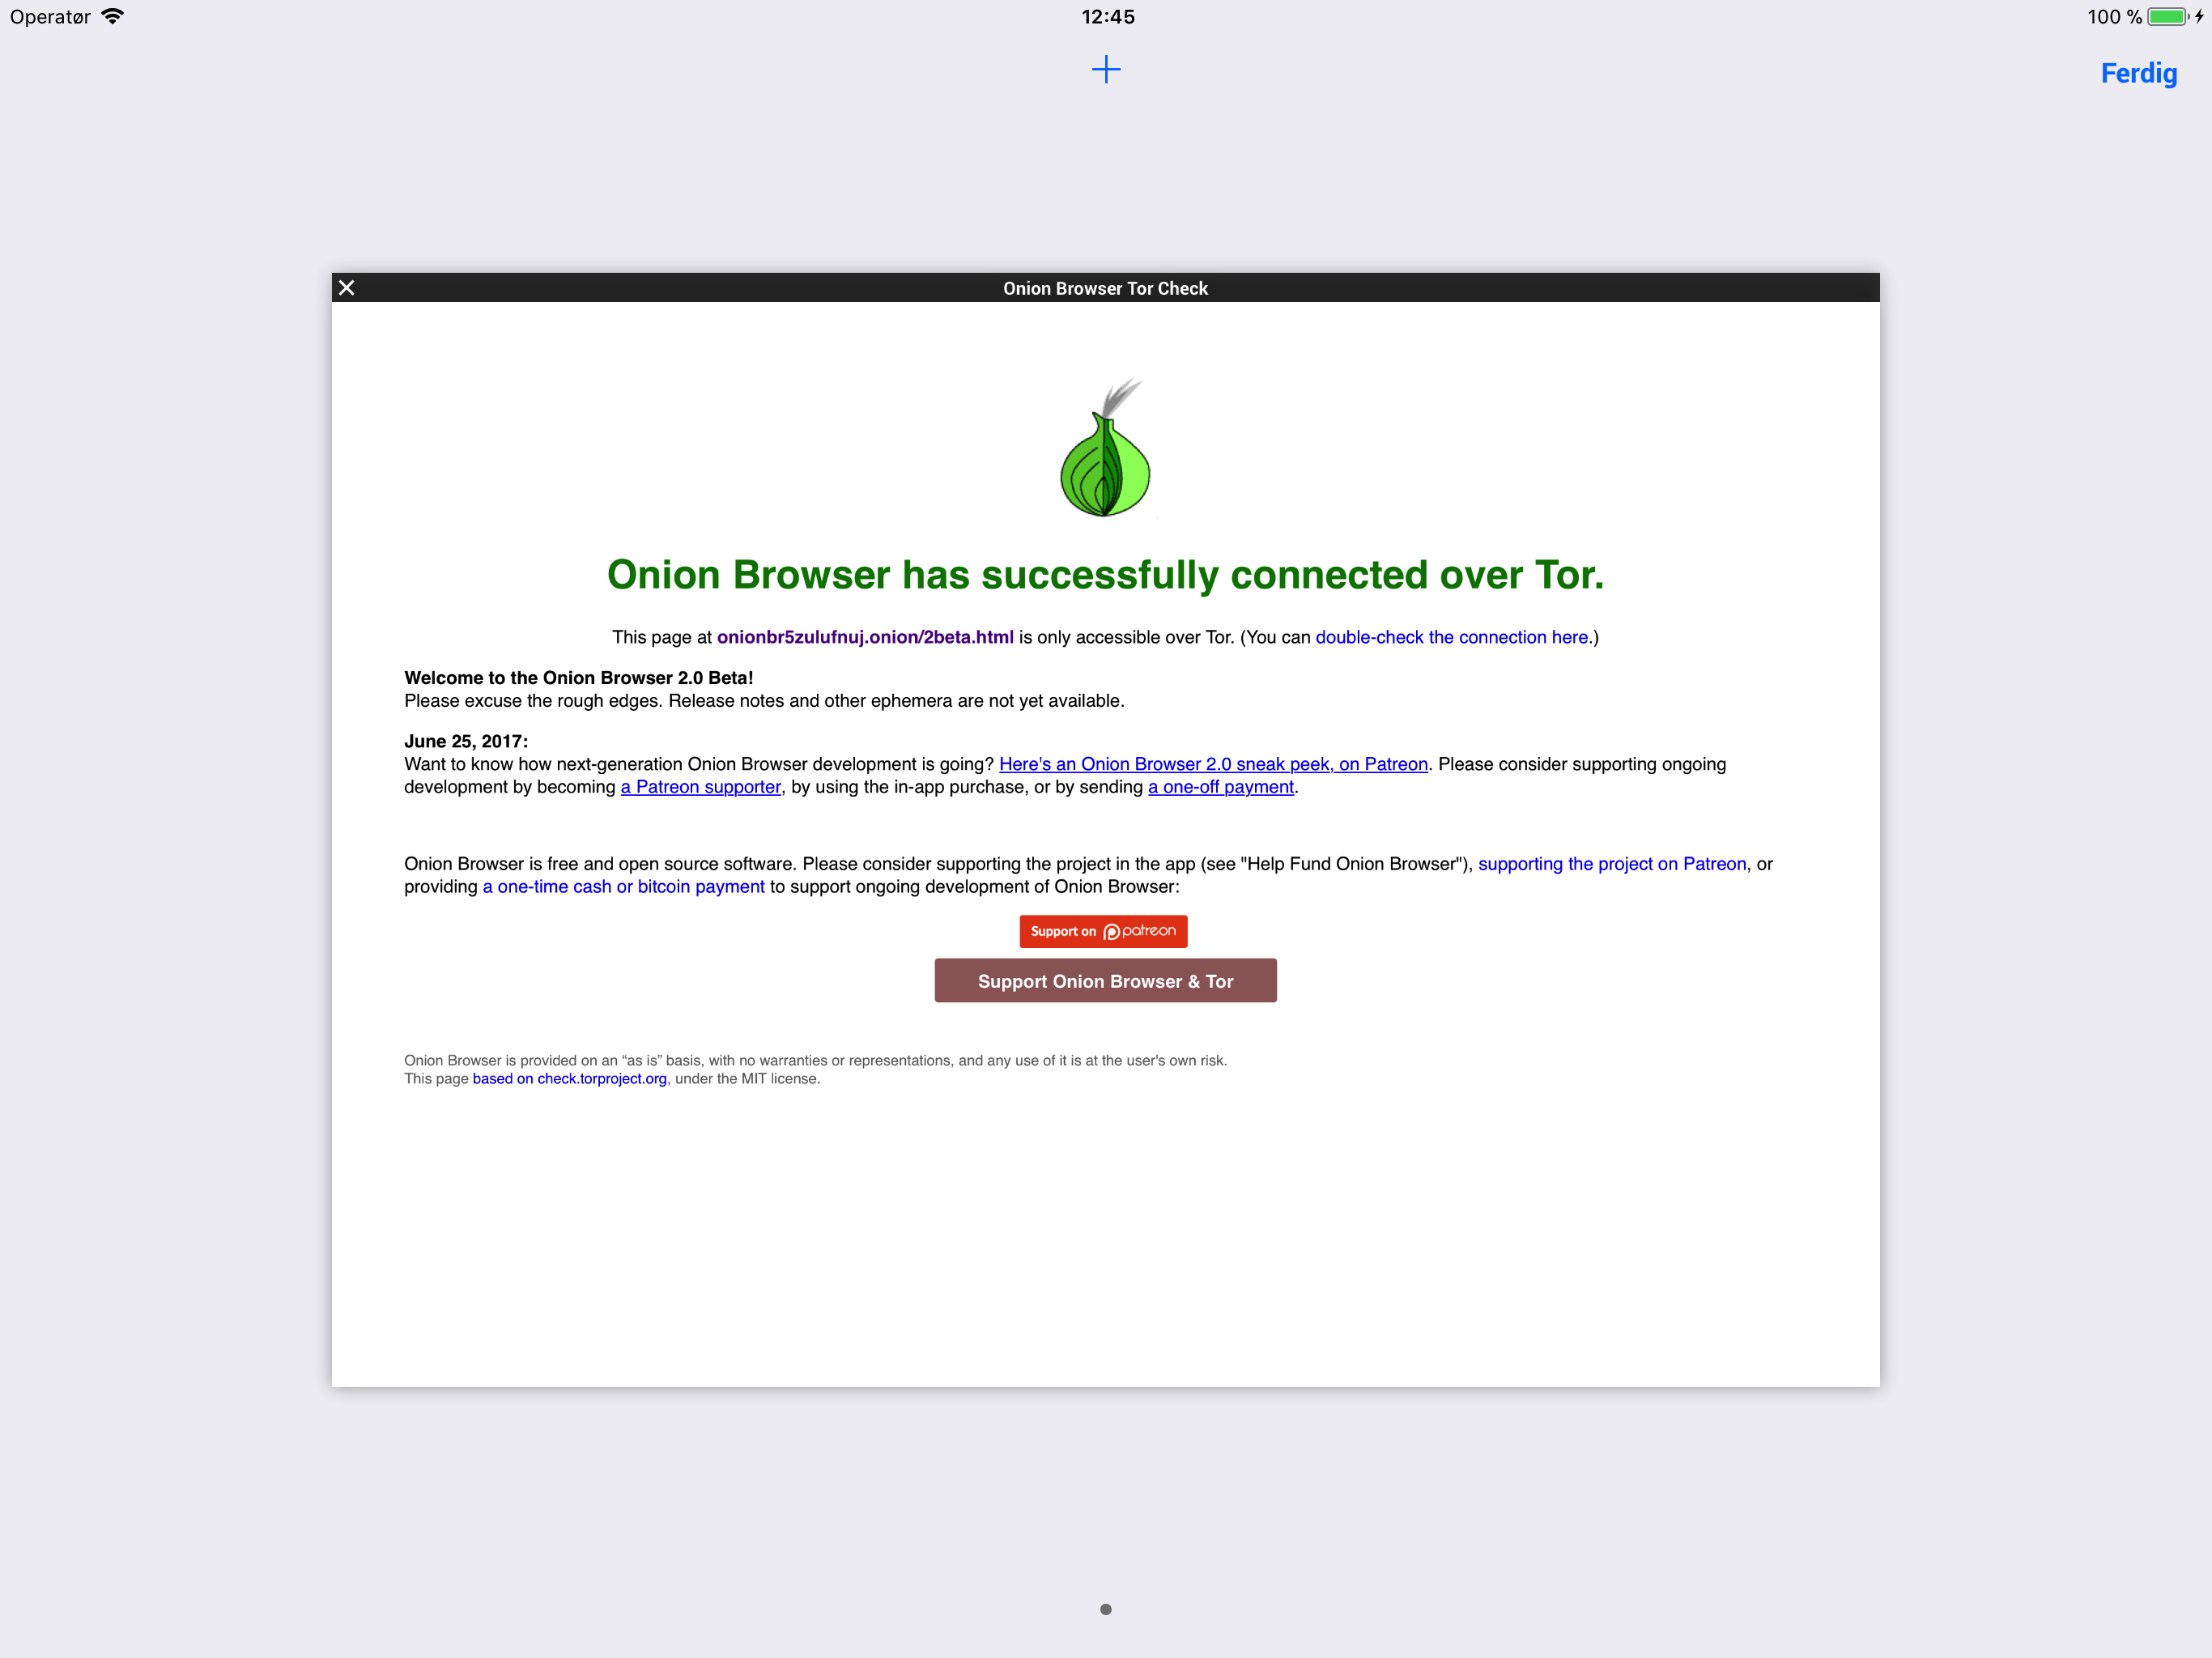 Operatør
12:45
100 %
Ferdig
Onion Browser Tor Check
Onion Browser has successfully connected over Tor.
This page at onionbr5zulufnuj.onion/2beta.html is only accessible over Tor. (You can double-check the connection here.)
Welcome to the Onion Browser 2.0 Beta!
Please excuse the rough edges. Release notes and other ephemera are not yet available.
June 25, 2017:
Want to know how next-generation Onion Browser development is going? Here's an Onion Browser 2.0 sneak peek, on Patreon. Please consider supporting ongoing
development by becoming a Patreon supporter, by using the in-app purchase, or by sending a one-off payment.
Onion Browser is free and open source software. Please consider supporting the project in the app (see "Help Fund Onion Browser"), supporting the project on Patreon, or
providing a one-time cash or bitcoin payment to support ongoing development of Onion Browser:
Support on patreon
Support Onion Browser & Tor
Onion Browser is provided on an “as is” basis, with no warranties or representations, and any use of it is at the user's own risk.
This page based on check.torproject.org, under the MIT license.